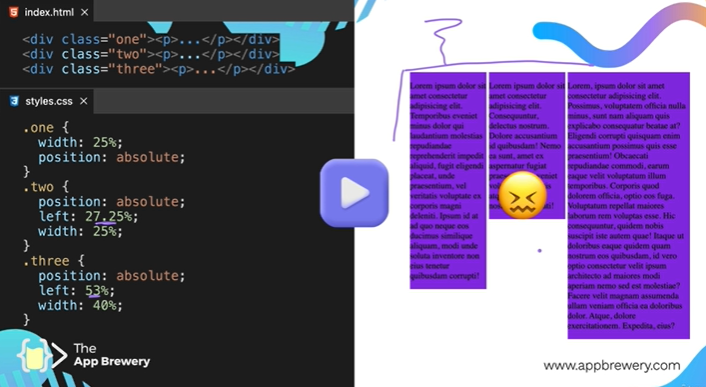 index.html
<div class="one"><p>...</p></div>
<div class="two"><p>...</p></div>
<div class="three"><p>...</p></div>
styles.css
.one {
width: 25%;
position: absolute;
}
.two {
position: absolute;
left: 27.25%;
width: 25%;
}
.three {
position: absolute;
left: 53%;
width: 40%;
}
The
App Brewery
Lorem ipsum dolor sit
amet consectetur
adipisicing elit.
Temporibus eveniet
minus dolor qui
laudantium molestias
repudiandae
reprehenderit impedit
aliquid, fugit eligendi
placeat, unde
praesentium, vel
veritatis voluptate ex
corporis magni
deleniti. Ipsum id at
ad quo neque eos
ducimus similique
aliquam, modi unde
soluta inventore non
eius tenetur
quibusdam corrupti!
Lorem ipsum dolor sit
amet consectetur
adipisicing elit.
Consequuntur,
delectus nostrum.
Dolore accusantium
id quibusdam! Nemo
ea sunt, amet ex
aspernatur fugiat
Lorem, ipsum dolor sit amet
consectetur adipisicing elit.
Possimus, voluptatem officia nulla
minus, sunt nam aliquam quis
explicabo consequatur beatae at?
Eligendi corrupti quisquam enim
accusantium possimus quis esse
praesentium! Obcaecati
repudiandae commodi, earum
eaque velit voluptatum illum
temporibus. Corporis quod
dolorem officia, optio eos fuga.
Voluptatum repellat maiores
laborum rem voluptas esse. Hic
consequuntur, quidem nobis
suscipit iste autem quae! Itaque ut
doloribus eaque quidem quam
nostrum eos quibusdam, id vero
optio consectetur velit ipsum
architecto ad maiores modi
aperiam nemo sed est molestiae?
Facere velit magnam assumenda
ullam veniam officia ea doloribus
dolor. Atque, dolore
exercitationem. Expedita, eius?
www.appbrewery.com